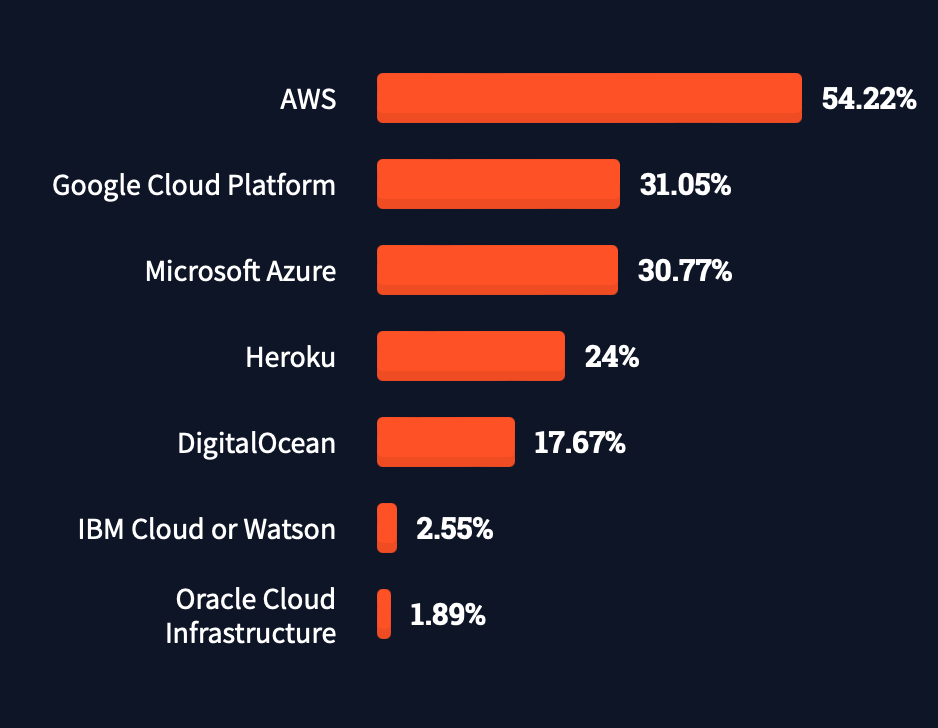 AWS 54.22%
Google Cloud Platform 31.05%
Microsoft Azure 30.77%
Heroku 24%
DigitalOcean 17.67%
IBM Cloud or Watson 2.55%
Oracle Cloud
Infrastructure 1.89%